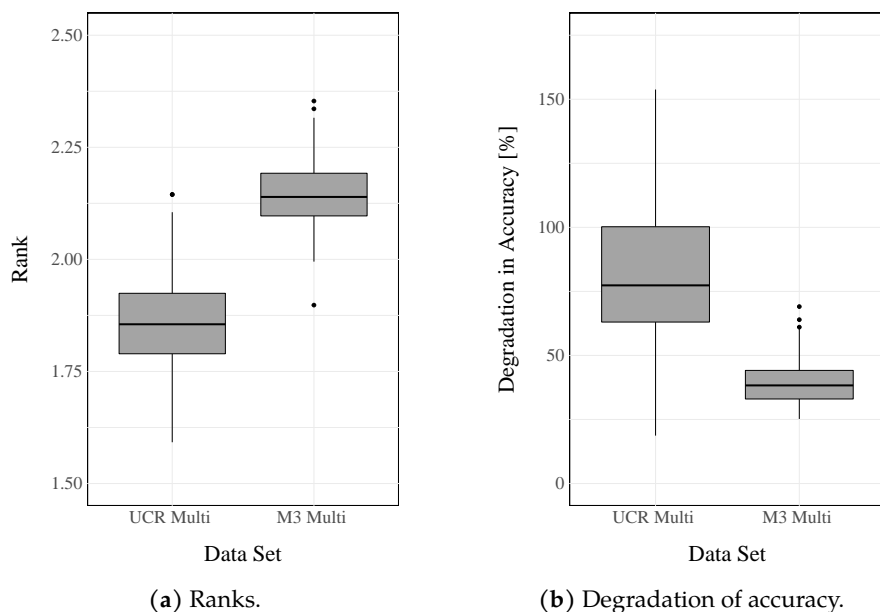 2.50
2.25
2.00
1.75
1.50
Rank
UCR Multi M3 Multi
Data Set
(a) Ranks.
150
100
50
0
Degradation in Accuracy [%]
UCR Multi M3 Multi
Data Set
(b) Degradation of accuracy.